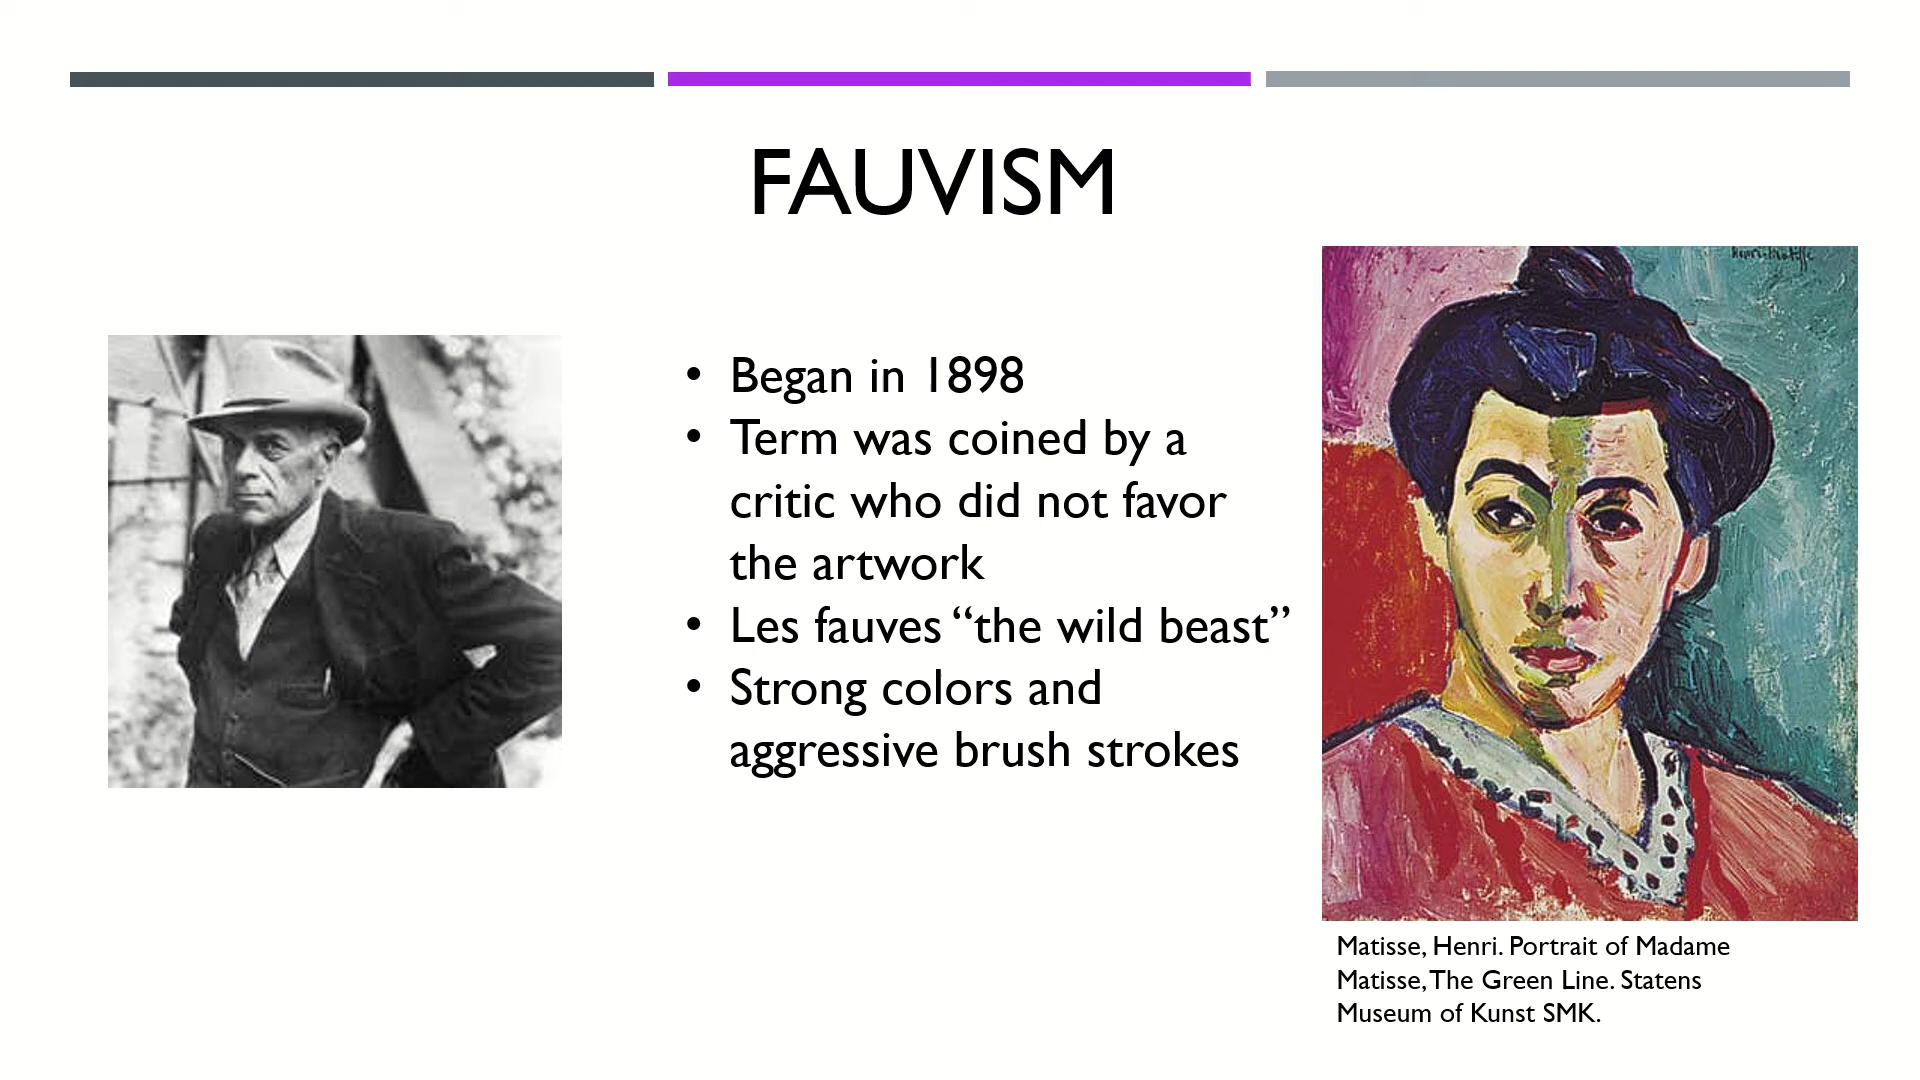 FAUVISM
• Began in 1898
• Term was coined by a
critic who did not favor
the artwork
• Les fauves “the wild beast”
• Strong colors and
aggressive brush strokes
Henri-Matisse
Matisse, Henri. Portrait of Madame
Matisse, The Green Line. Statens
Museum of Kunst SMK.